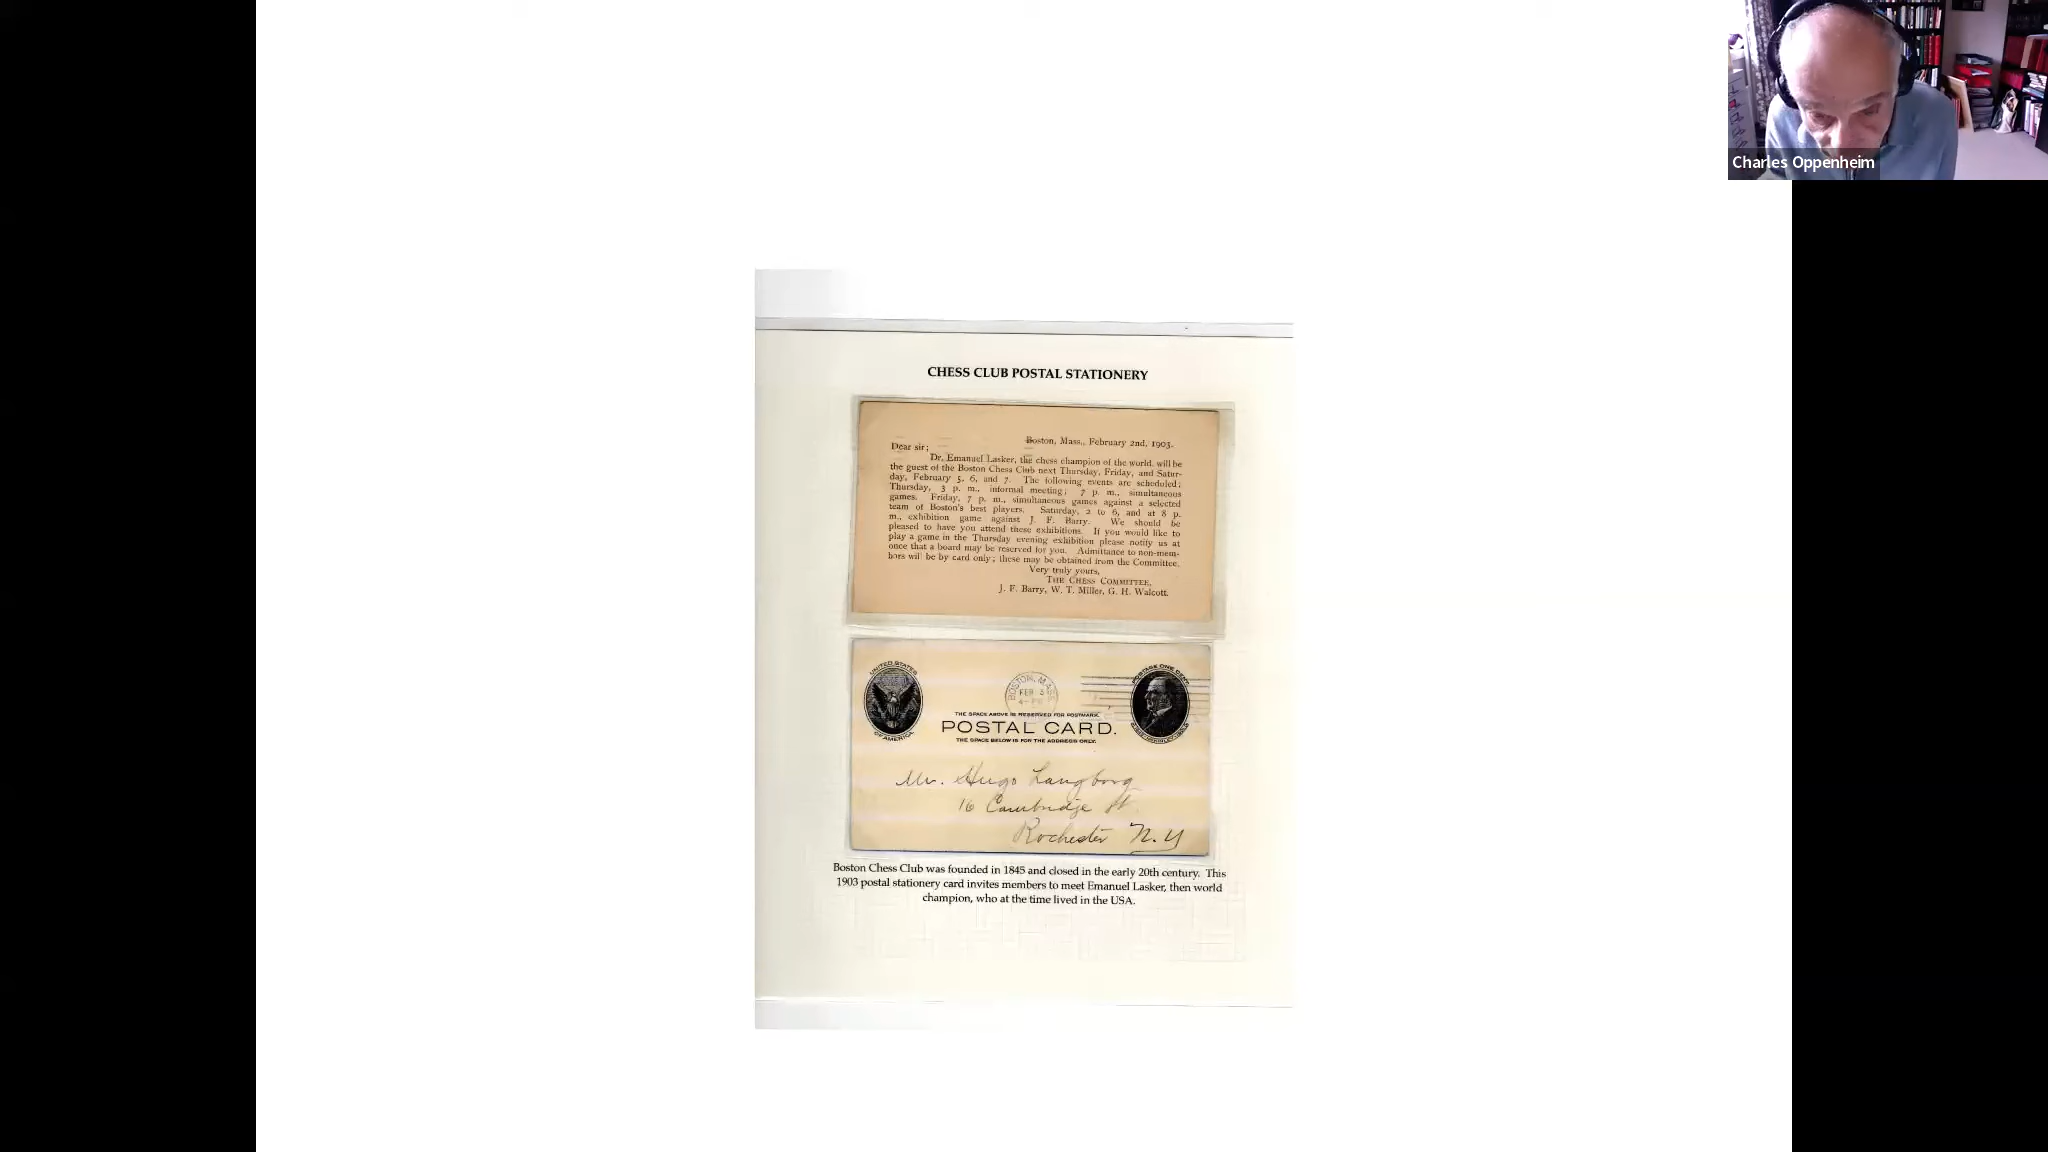 Charles Oppenheim
CHESS CLUB POSTAL STATIONERY
Boston, Mass., February 2nd, 1903.
Dear sir;
Dr. Emanuel Lasker, the chess champion of the world, will be
the guest of the Boston Chess Club next Thursday, Friday, and Satur-
day, February 5, 6, and 7. The following events are scheduled;
Thursday, 3 p. m., informal meeting; 7 p. m., simultaneous
games. Friday, 7 p. m., simultaneous games against a selected
team of Boston's best players. Saturday, 2 to 6, and at 8 p.
m., exhibition game against J. F. Barry. We should be
pleased to have you attend these exhibitions. If you would like to
play a game in the Thursday evening exhibition please notify us at
once that a board may be reserved for you. Admittance to non-mem-
bers will be by card only; these may be obtained from the Committee.
Very truly yours,
THE CHESS COMMITTEE,
J. F. Barry, W. T. Miller, G. H. Walcott.
UNITED STATES
OF AMERICA
BOSTON, MASS
FEB 3
POSTAGE ONE CENT
THE SPACE ABOVE IS RESERVED FOR POSTMARK.
POSTAL CARD.
THE SPACE BELOW IS FOR THE ADDRESS ONLY.
Mr. Hugo Langborg
16 Cambridge St.
Rochester N. Y
Boston Chess Club was founded in 1845 and closed in the early 20th century. This
1903 postal stationery card invites members to meet Emanuel Lasker, then world
champion, who at the time lived in the USA.